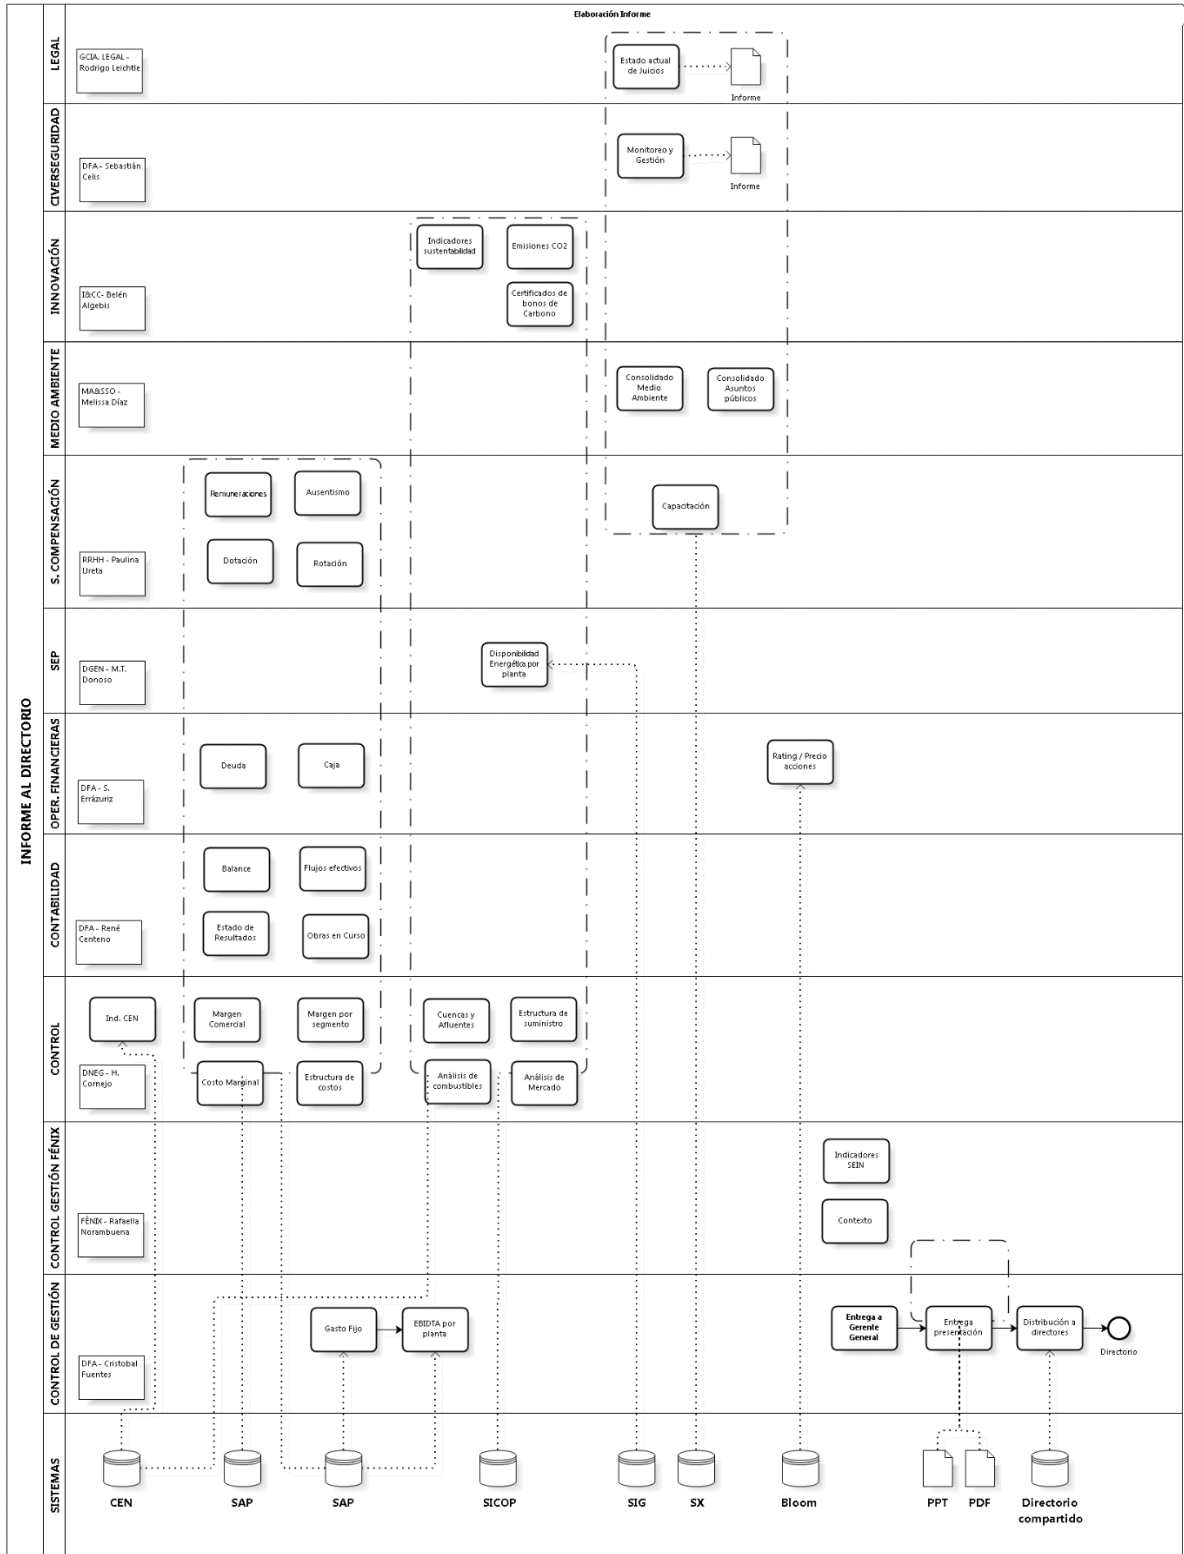 Elaboración Informe
INFORME AL DIRECTORIO
LEGAL
GCIA. LEGAL -
Rodrigo Leichtle
Estado actual
de Juicios
Informe
CIVERSEGURIDAD
DFA - Sebastián
Celis
Monitoreo y
Gestión
Informe
INNOVACIÓN
I&CC- Belén
Algebis
Indicadores
sustentabilidad
Emisiones CO2
Certificados de
bonos de
Carbono
MEDIO AMBIENTE
MA&SSO -
Melissa Díaz
Consolidado
Medio
Ambiente
Consolidado
Asuntos
públicos
S. COMPENSACIÓN
RRHH - Paulina
Ureta
Remuneraciones
Ausentismo
Dotación
Rotación
Capacitación
SEP
DGEN - M.T.
Donoso
Disponibilidad
Energética por
planta
OPER. FINANCIERAS
DFA - S.
Errázuriz
Deuda
Caja
Rating / Precio
acciones
CONTABILIDAD
DFA - René
Centeno
Balance
Flujos efectivos
Estado de
Resultados
Obras en Curso
CONTROL
Ind. CEN
DNEG - H.
Cornejo
Margen
Comercial
Margen por
segmento
Costo Marginal
Estructura de
costos
Cuencas y
Afluentes
Estructura de
suministro
Análisis de
combustibles
Análisis de
Mercado
CONTROL GESTIÓN FÉNIX
FÉNIX - Rafaella
Norambuena
Indicadores
SEIN
Contexto
CONTROL DE GESTIÓN
DFA - Cristobal
Fuentes
Gasto Fijo
EBIDTA por
planta
Entrega a
Gerente
General
Entrega
presentación
Distribución a
directores
Directorio
SISTEMAS
CEN
SAP
SAP
SICOP
SIG
SX
Bloom
PPT
PDF
Directorio
compartido